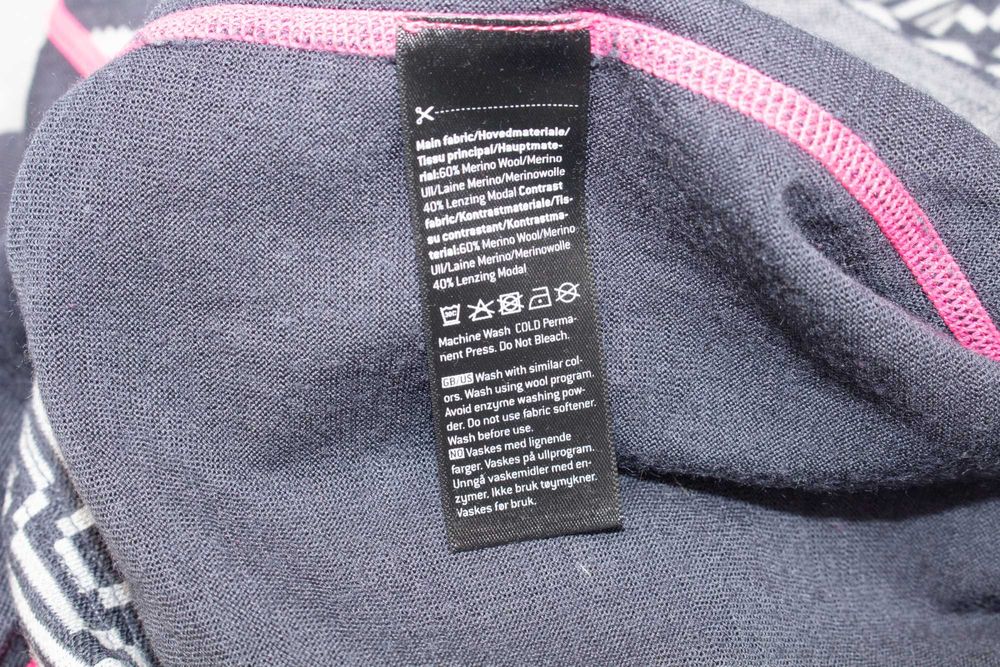 Main fabric/Hovedmateriale/
Tissu principal/Hauptmate-
rial:60% Merino Wool/Merino
Ull/Laine Merino/Merinowolle
40% Lenzing Modal Contrast
fabric/Kontrastmateriale/Tis-
su contrastant/Kontrastma-
terial:60% Merino Wool/Merino
Ull/Laine Merino/Merinowolle
40% Lenzing Modal
30C
Machine Wash COLD Perma-
nent Press. Do Not Bleach.
GB/US Wash with similar col-
ors. Wash using wool program.
Avoid enzyme washing pow-
der. Do not use fabric softener.
Wash before use.
NO Vaskes med lignende
farger. Vaskes på ullprogram.
Unngå vaskemidler med en-
zymer. Ikke bruk tøymykner.
Vaskes før bruk.